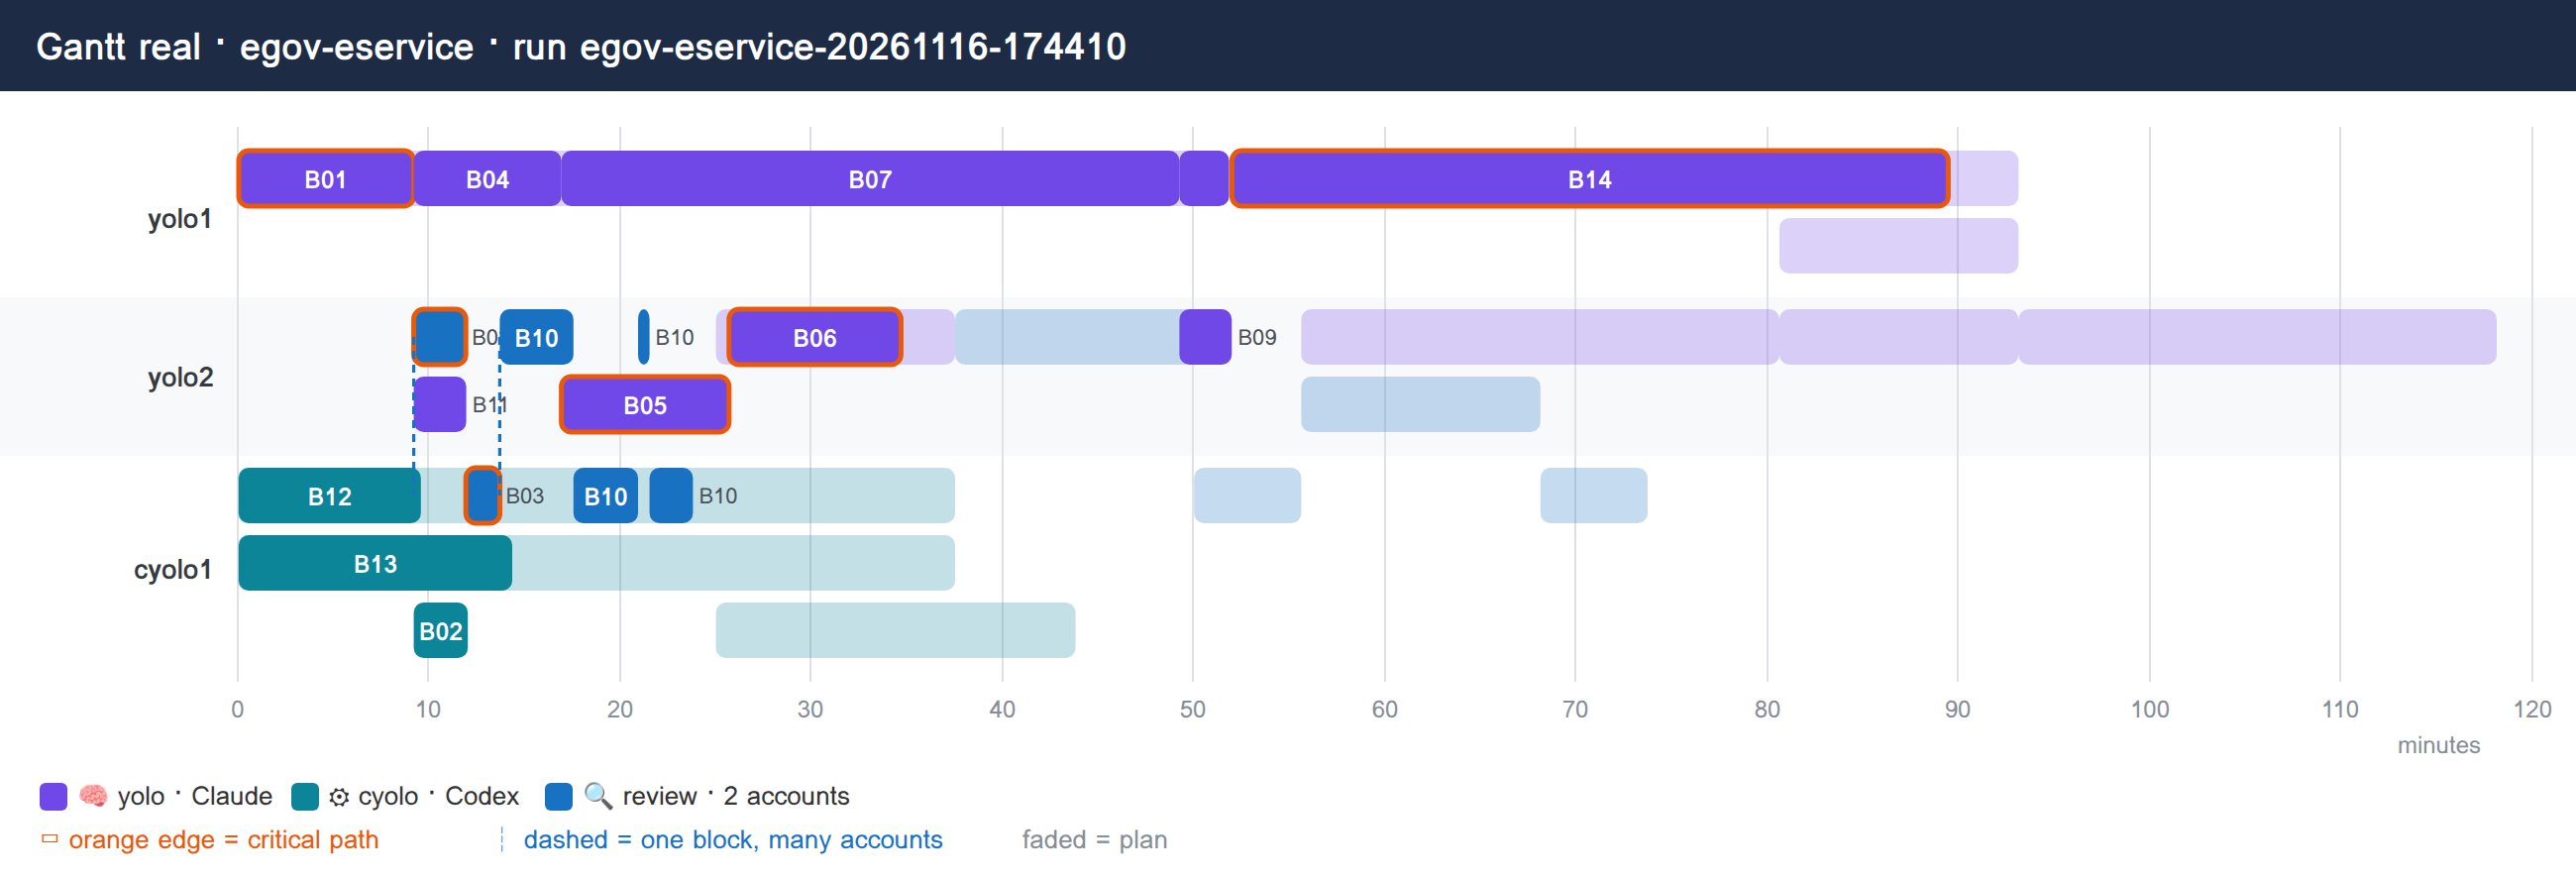 Gantt real · egov-eservice · run egov-eservice-20261116-174410
B01 B04 B07 B14
yolo1
B10 B10 B06 B09
yolo2
B11 B05
B12 B03 B10 B10
B13
cyolo1
B02
0 10 20 30 40 50 60 70 80 90 100 110 120
minutes
yolo · Claude cyolo · Codex review · 2 accounts
orange edge = critical path dashed = one block, many accounts faded = plan